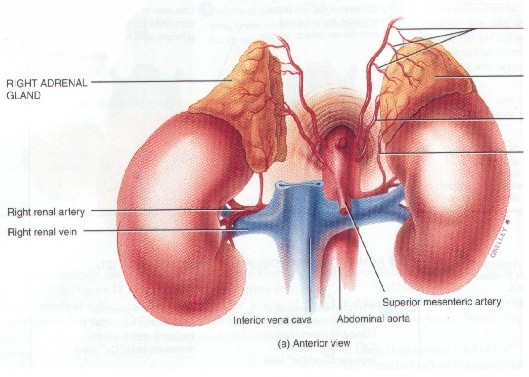 RIGHT ADRENAL
GLAND
Right renal artery
Right renal vein
Superior mesenteric artery
Inferior vena cava
Abdominal aorta
(a) Anterior view